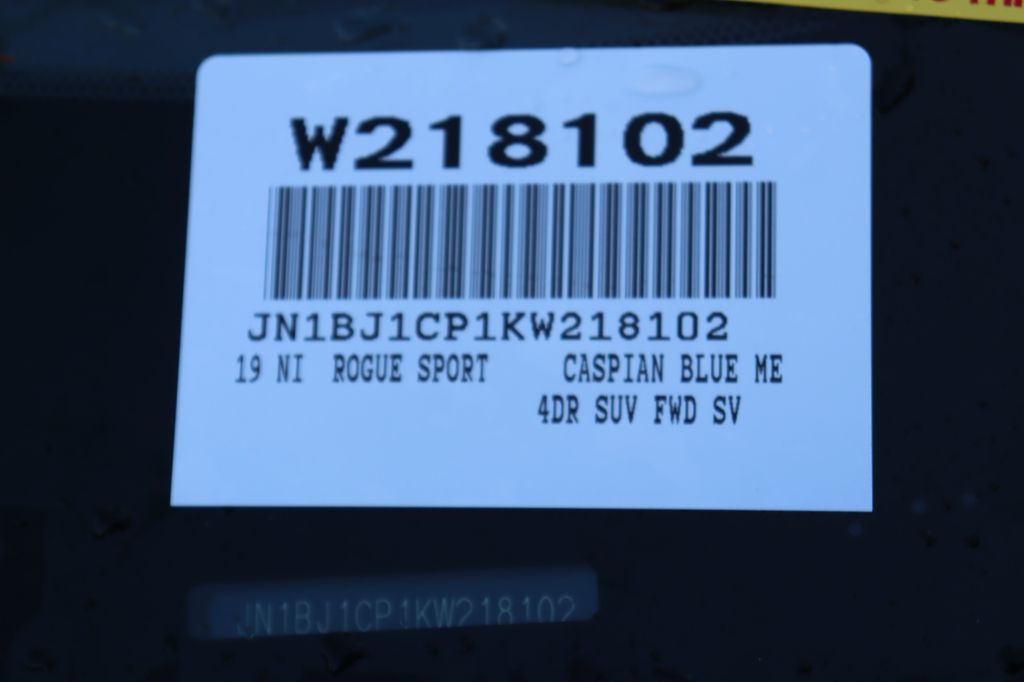 W218102
JN1BJ1CP1KW218102
19 NI ROGUE SPORT CASPIAN BLUE ME
4DR SUV FWD SV
JN1BJ1CP1KW218102